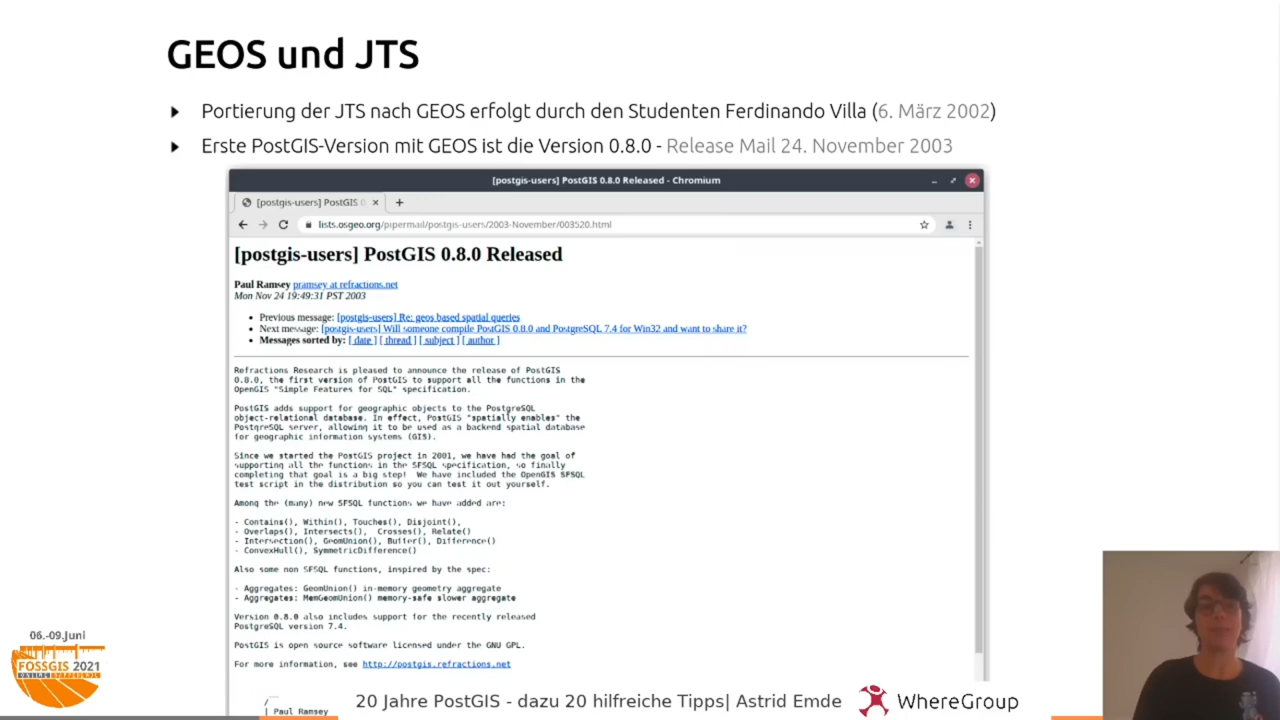 GEOS und JTS
Portierung der JTS nach GEOS erfolgt durch den Studenten Ferdinando Villa (6. März 2002)
Erste PostGIS-Version mit GEOS ist die Version 0.8.0 - Release Mail 24. November 2003
[postgis-users] PostGIS 0.8.0 Released - Chromium
[postgis-users] PostGIS 0
lists.osgeo.org/pipermail/postgis-users/2003-November/003520.html
[postgis-users] PostGIS 0.8.0 Released
Paul Ramsey pramsey at refractions.net
Mon Nov 24 19:49:31 PST 2003
Previous message: [postgis-users] Re: geos based spatial queries
Next message: [postgis-users] Will someone compile PostGIS 0.8.0 and PostgreSQL 7.4 for Win32 and want to share it?
Messages sorted by: [ date ] [ thread ] [ subject ] [ author ]
Refractions Research is pleased to announce the release of PostGIS
0.8.0, the first version of PostGIS to support all the functions in the
OpenGIS "Simple Features for SQL" specification.
PostGIS adds support for geographic objects to the PostgreSQL
object-relational database. In effect, PostGIS "spatially enables" the
PostgreSQL server, allowing it to be used as a backend spatial database
for geographic information systems (GIS).
Since we started the PostGIS project in 2001, we have had the goal of
supporting all the functions in the SFSQL specification, so finally
completing that goal is a big step! We have included the OpenGIS SFSQL
test script in the distribution so you can test it out yourself.
Among the (many) new SFSQL functions we have added are:
- Contains(), Within(), Touches(), Disjoint(),
- Overlaps(), Intersects(), Crosses(), Relate()
- Intersection(), GeomUnion(), Buffer(), Difference()
- ConvexHull(), SymmetricDifference()
Also some non SFSQL functions, inspired by the spec:
- Aggregates: GeomUnion() in-memory geometry aggregate
- Aggregates: MemGeomUnion() memory-safe slower aggregate
Version 0.8.0 also includes support for the recently released
PostgreSQL version 7.4.
PostGIS is open source software licensed under the GNU GPL.
For more information, see http://postgis.refractions.net
| Paul Ramsey
06.-09.Juni
FOSSGIS 2021
20 Jahre PostGIS - dazu 20 hilfreiche Tipps| Astrid Emde
WhereGroup